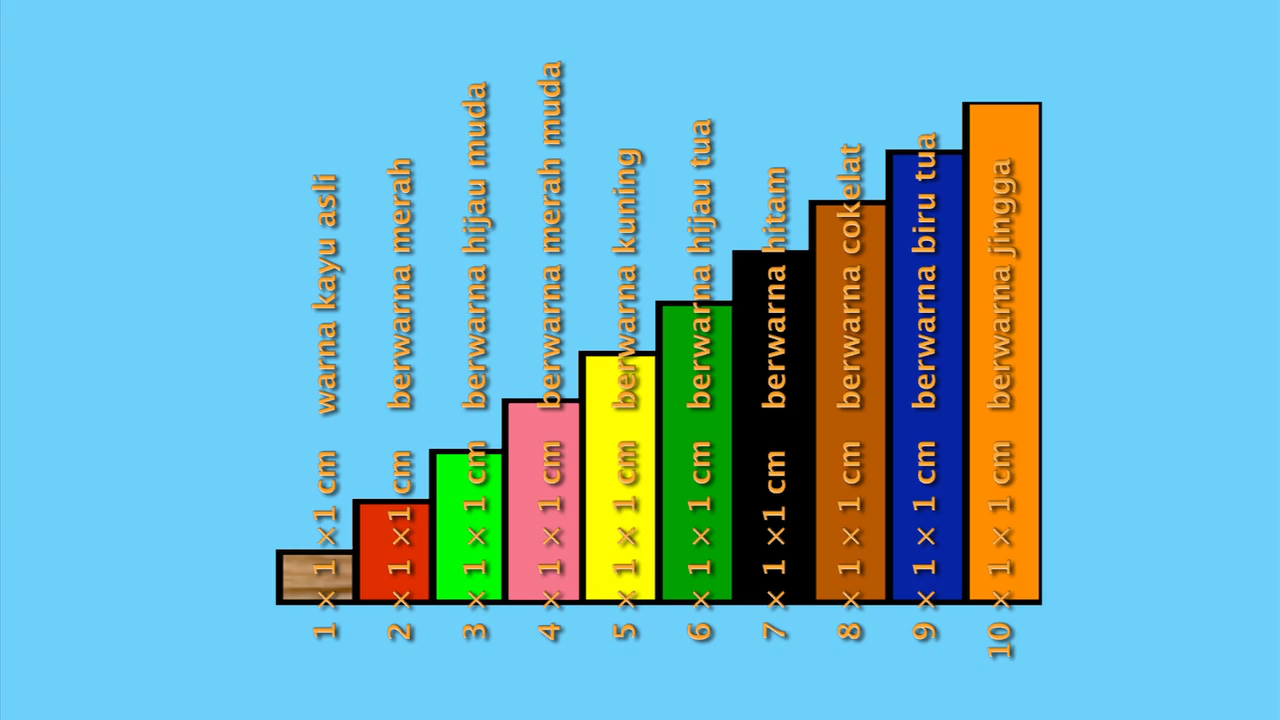 1 × 1 ×1 cm warna kayu asli
2 × 1 ×1 cm berwarna merah
3 × 1 × 1 cm berwarna hijau muda
4 × 1 × 1 cm berwarna merah muda
5 × 1 × 1 cm berwarna kuning
6 × 1 × 1 cm berwarna hijau tua
7 × 1 ×1 cm berwarna hitam
8 × 1 × 1 cm berwarna cokelat
9 × 1 × 1 cm berwarna biru tua
10 × 1 × 1 cm berwarna jingga